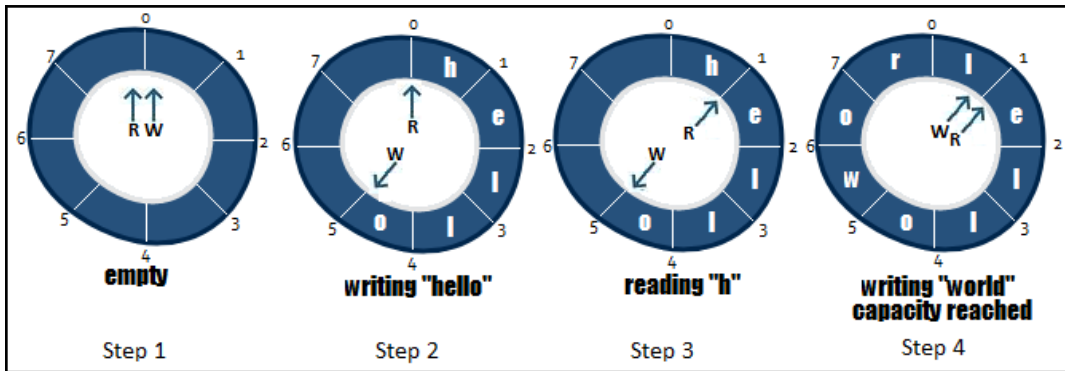 0
7
1
R W
6
2
5
3
4
empty
Step 1
0
7
h
1
e
R
6
W
2
l
5
o
l
3
4
writing "hello"
Step 2
0
7
h
1
e
R
6
W
2
l
5
o
l
3
4
reading "h"
Step 3
0
7
r
l
1
o
e
W R
6
2
w
l
5
o
l
3
4
writing "world"
capacity reached
Step 4